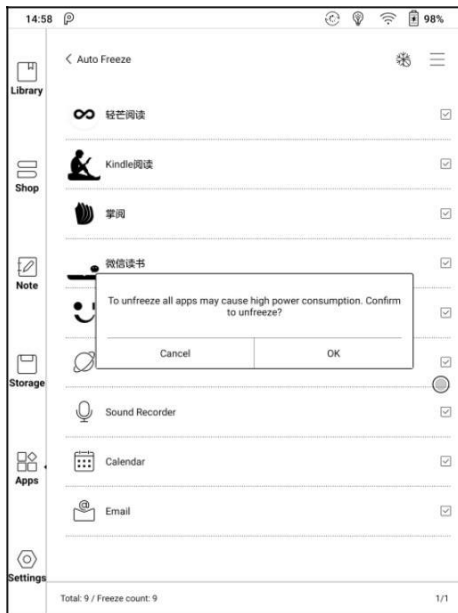 14:58
98%
Auto Freeze
Library
轻芒阅读
Kindle阅读
Shop
掌阅
微信读书
Note
To unfreeze all apps may cause high power consumption. Confirm
to unfreeze?
Cancel
OK
Storage
Sound Recorder
Calendar
Apps
Email
Settings
Total: 9 / Freeze count: 9
1/1